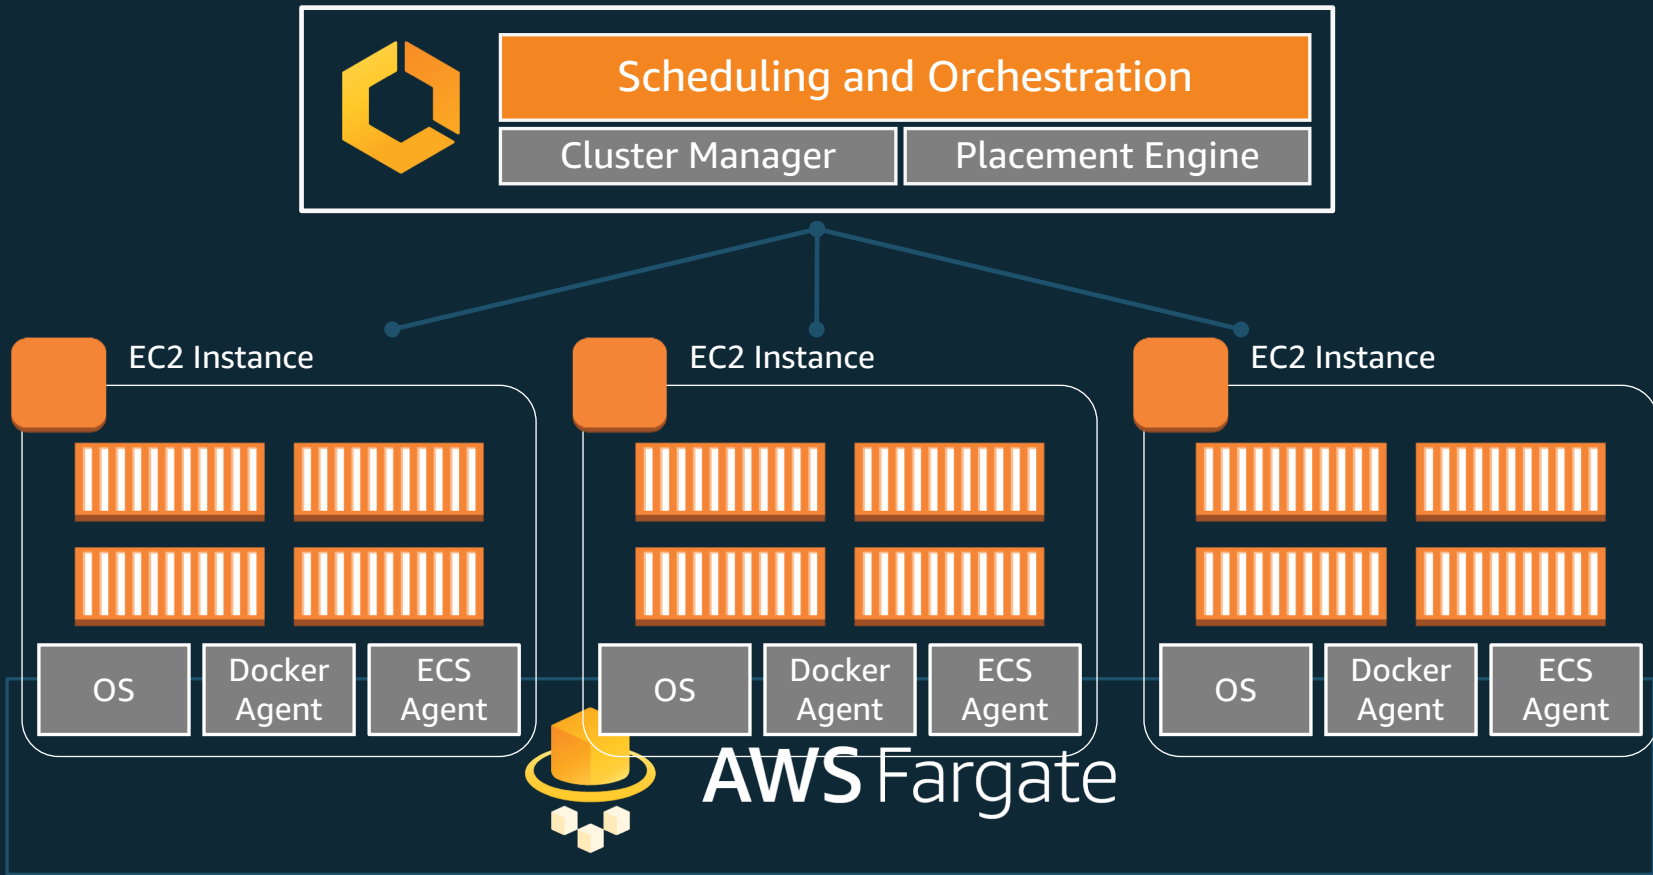 Scheduling and Orchestration
Cluster Manager
Placement Engine
EC2 Instance
EC2 Instance
EC2 Instance
OS
Docker
Agent
ECS
Agent
OS
Docker
Agent
ECS
Agent
OS
Docker
Agent
ECS
Agent
AWS Fargate